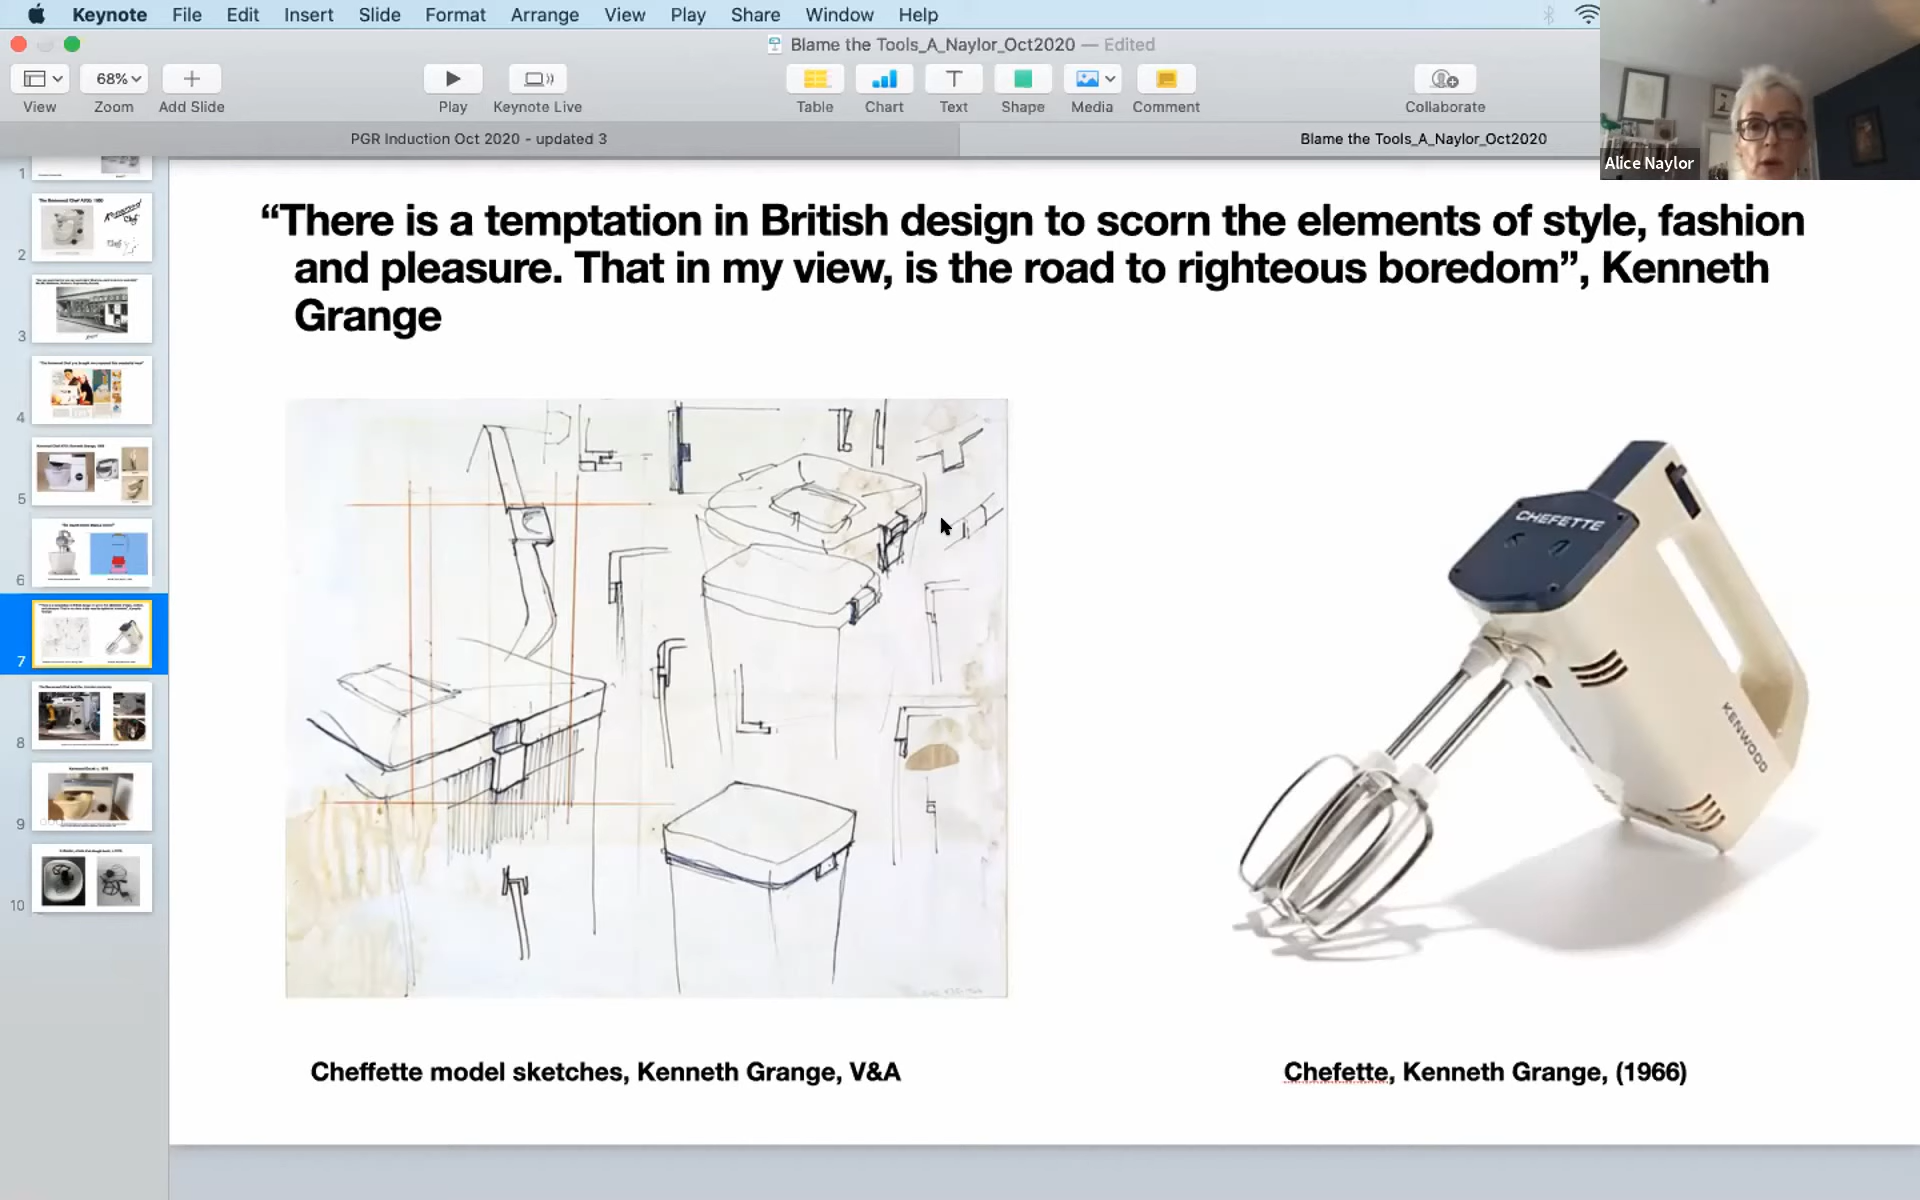 Keynote File Edit Insert Slide Format Arrange View Play Share Window Help
Blame the Tools_A_Naylor_Oct2020 — Edited
68%
View Zoom Add Slide Play Keynote Live Table Chart Text Shape Media Comment Collaborate
PGR Induction Oct 2020 - updated 3
Blame the Tools_A_Naylor_Oct2020
Alice Naylor
1
2
3
4
5
6
7
8
9
10
“There is a temptation in British design to scorn the elements of style, fashion
and pleasure. That in my view, is the road to righteous boredom”, Kenneth
Grange
CHEFETTE
KENWOOD
Cheffette model sketches, Kenneth Grange, V&A
Chefette, Kenneth Grange, (1966)